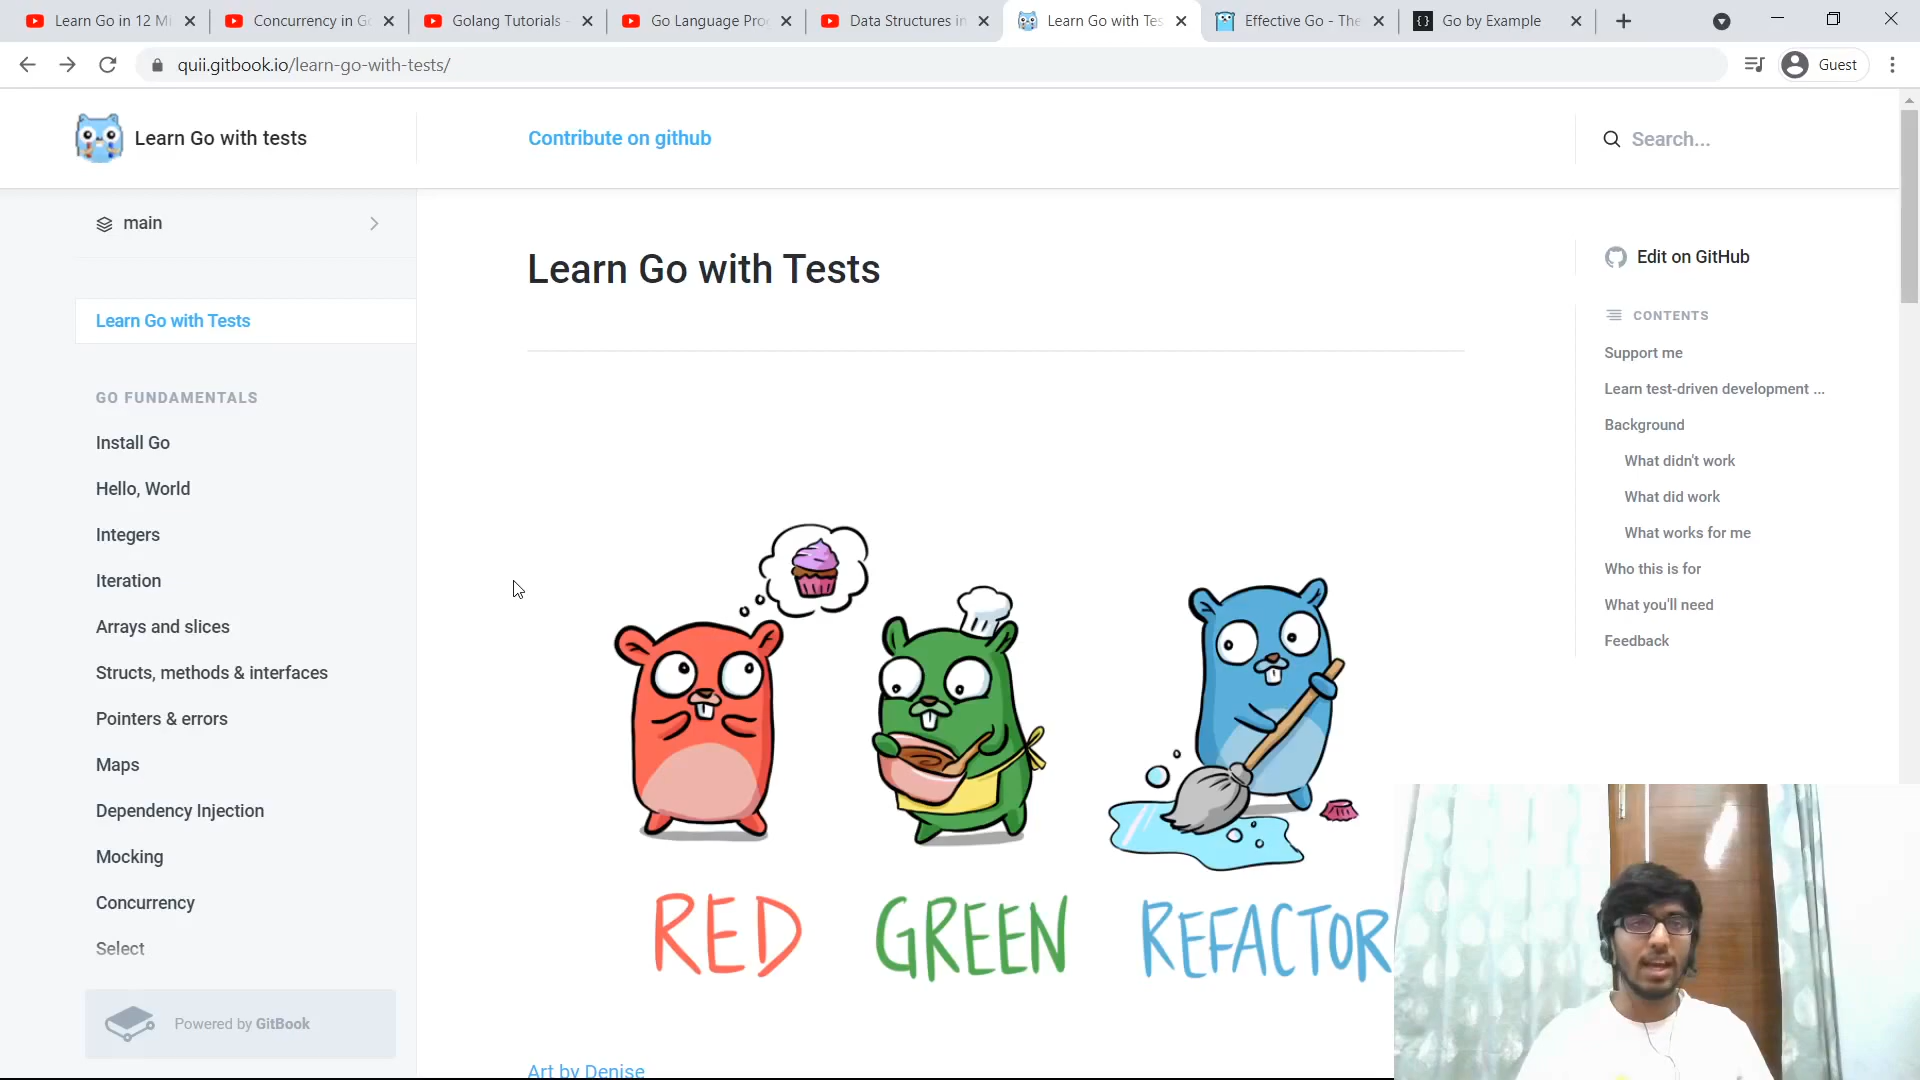 Learn Go in 12 Mi
Concurrency in Go
Golang Tutorials -
Go Language Prog
Data Structures in
Learn Go with Tes
Effective Go - The
Go by Example
quii.gitbook.io/learn-go-with-tests/
Guest
Learn Go with tests
Contribute on github
Search...
main
Learn Go with Tests
GO FUNDAMENTALS
Install Go
Hello, World
Integers
Iteration
Arrays and slices
Structs, methods & interfaces
Pointers & errors
Maps
Dependency Injection
Mocking
Concurrency
Select
Powered by GitBook
Learn Go with Tests
RED
GREEN
REFACTOR
Art by Denise
Edit on GitHub
CONTENTS
Support me
Learn test-driven development ...
Background
What didn't work
What did work
What works for me
Who this is for
What you'll need
Feedback